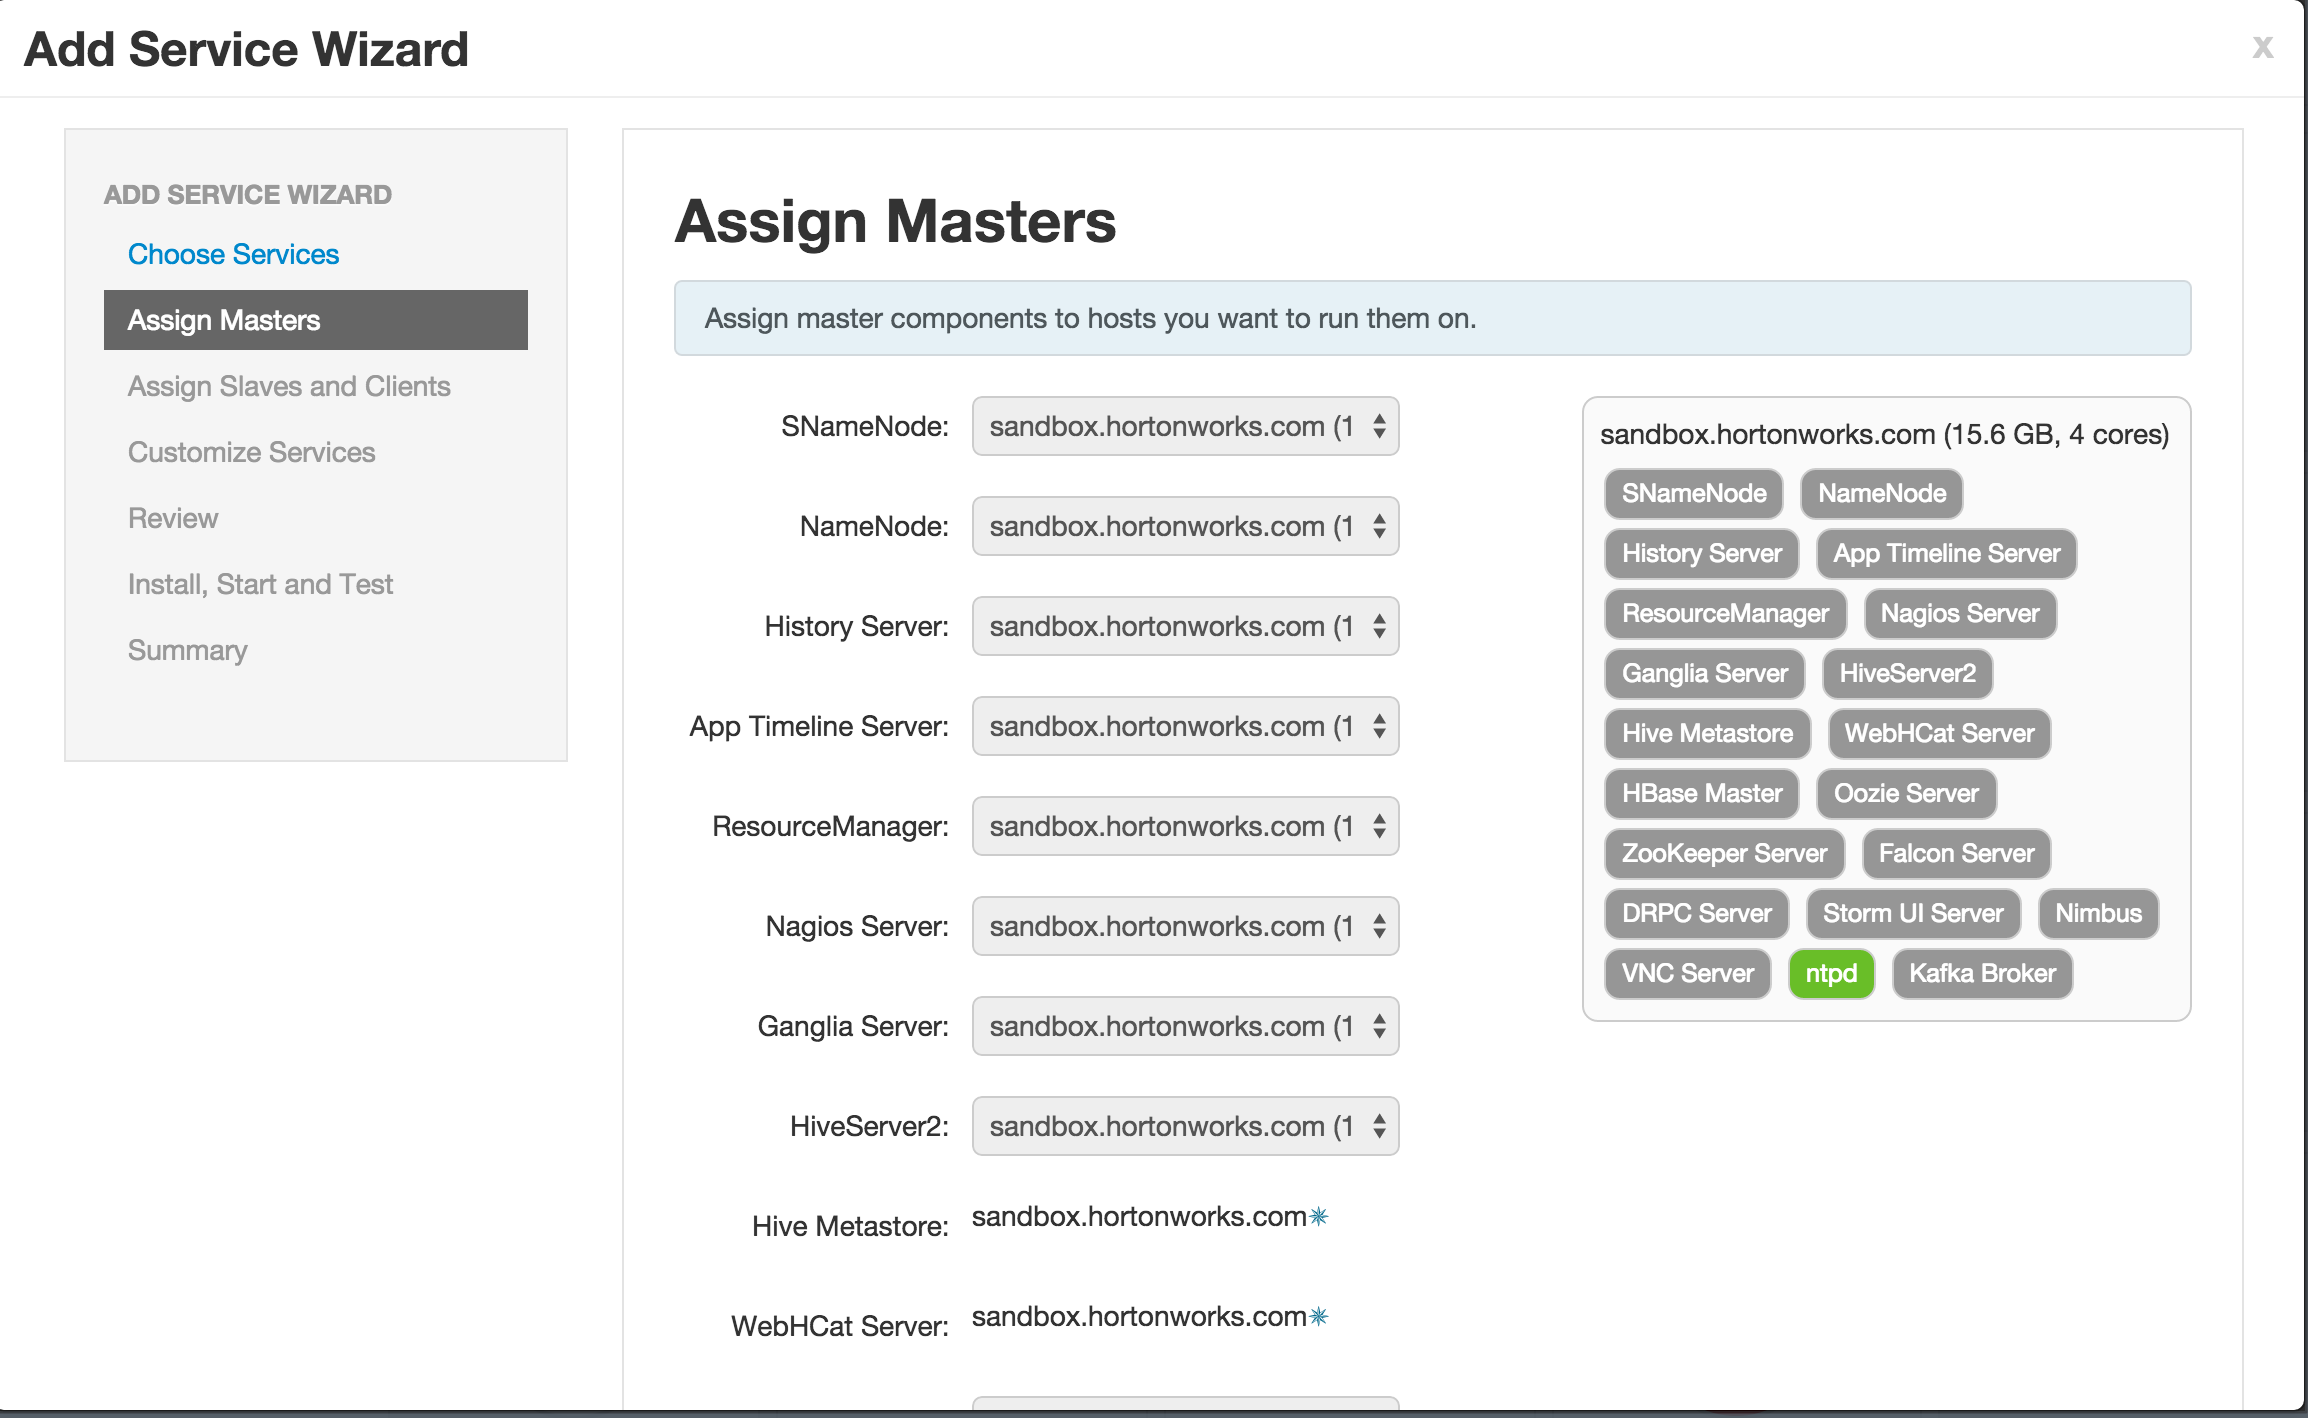 Add Service Wizard
x
ADD SERVICE WIZARD
Choose Services
Assign Masters
Assign Slaves and Clients
Customize Services
Review
Install, Start and Test
Summary
Assign Masters
Assign master components to hosts you want to run them on.
SNameNode: sandbox.hortonworks.com (1
NameNode: sandbox.hortonworks.com (1
History Server: sandbox.hortonworks.com (1
App Timeline Server: sandbox.hortonworks.com (1
ResourceManager: sandbox.hortonworks.com (1
Nagios Server: sandbox.hortonworks.com (1
Ganglia Server: sandbox.hortonworks.com (1
HiveServer2: sandbox.hortonworks.com (1
Hive Metastore: sandbox.hortonworks.com✵
WebHCat Server: sandbox.hortonworks.com✵
sandbox.hortonworks.com (15.6 GB, 4 cores)
SNameNode NameNode
History Server App Timeline Server
ResourceManager Nagios Server
Ganglia Server HiveServer2
Hive Metastore WebHCat Server
HBase Master Oozie Server
ZooKeeper Server Falcon Server
DRPC Server Storm UI Server Nimbus
VNC Server ntpd Kafka Broker